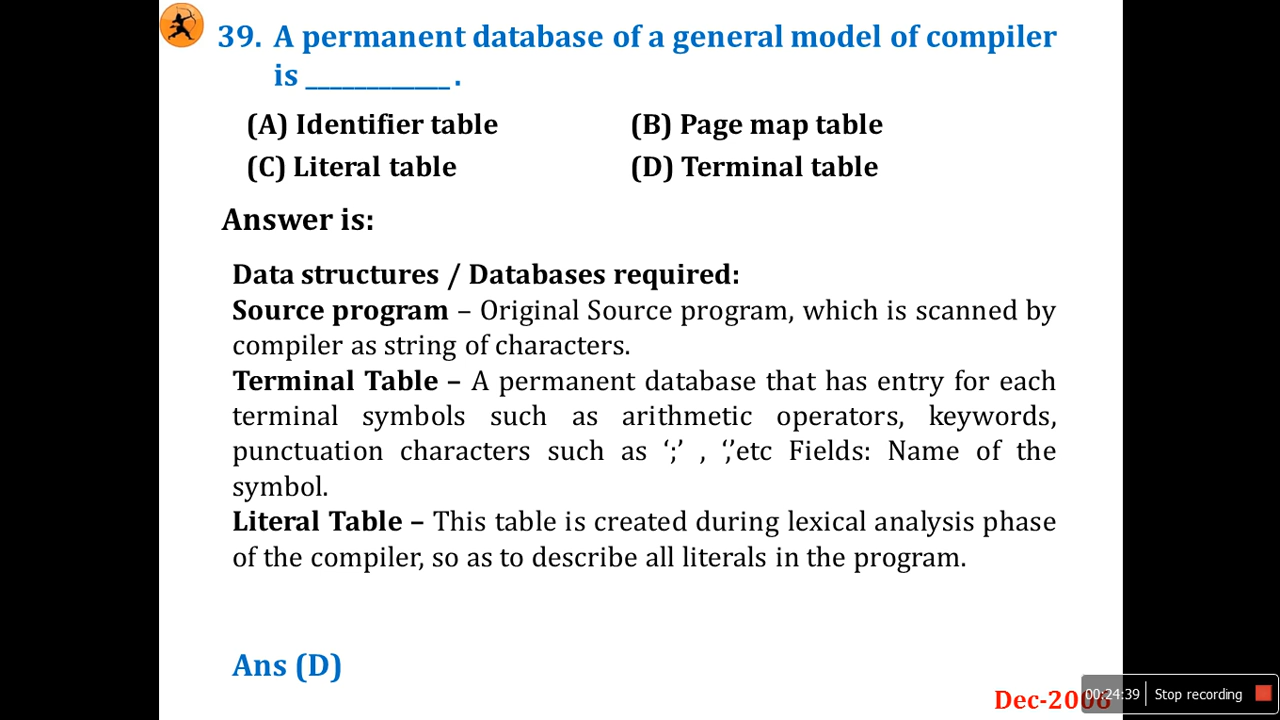 39. A permanent database of a general model of compiler
is ____________ .
(A) Identifier table (B) Page map table
(C) Literal table (D) Terminal table
Answer is:
Data structures / Databases required:
Source program – Original Source program, which is scanned by
compiler as string of characters.
Terminal Table – A permanent database that has entry for each
terminal symbols such as arithmetic operators, keywords,
punctuation characters such as ‘;’ , ‘,’etc Fields: Name of the
symbol.
Literal Table – This table is created during lexical analysis phase
of the compiler, so as to describe all literals in the program.
Ans (D)
00:24:39 Stop recording